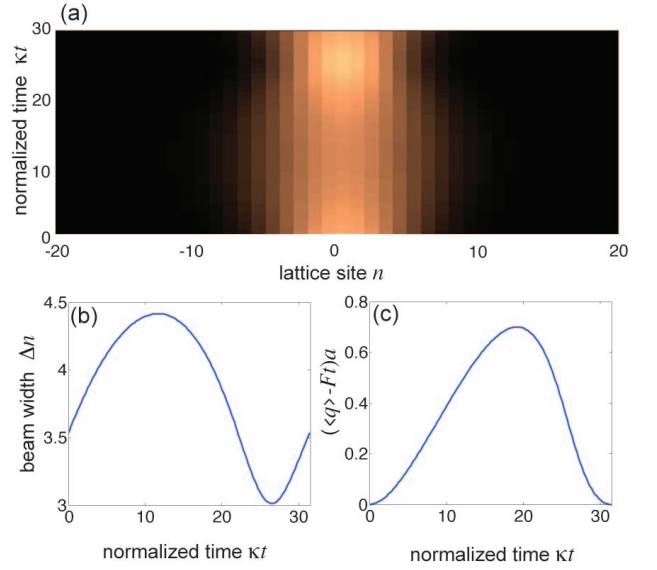 (a)
30
20
10
0
normalized time κt
-20
-10
0
10
20
lattice site n
(b)
4.5
4
3.5
3
beam width Δn
0
10
20
30
normalized time κt
(c)
0.8
0.6
0.4
0.2
0
(<q>-Ft)a
0
10
20
30
normalized time κt